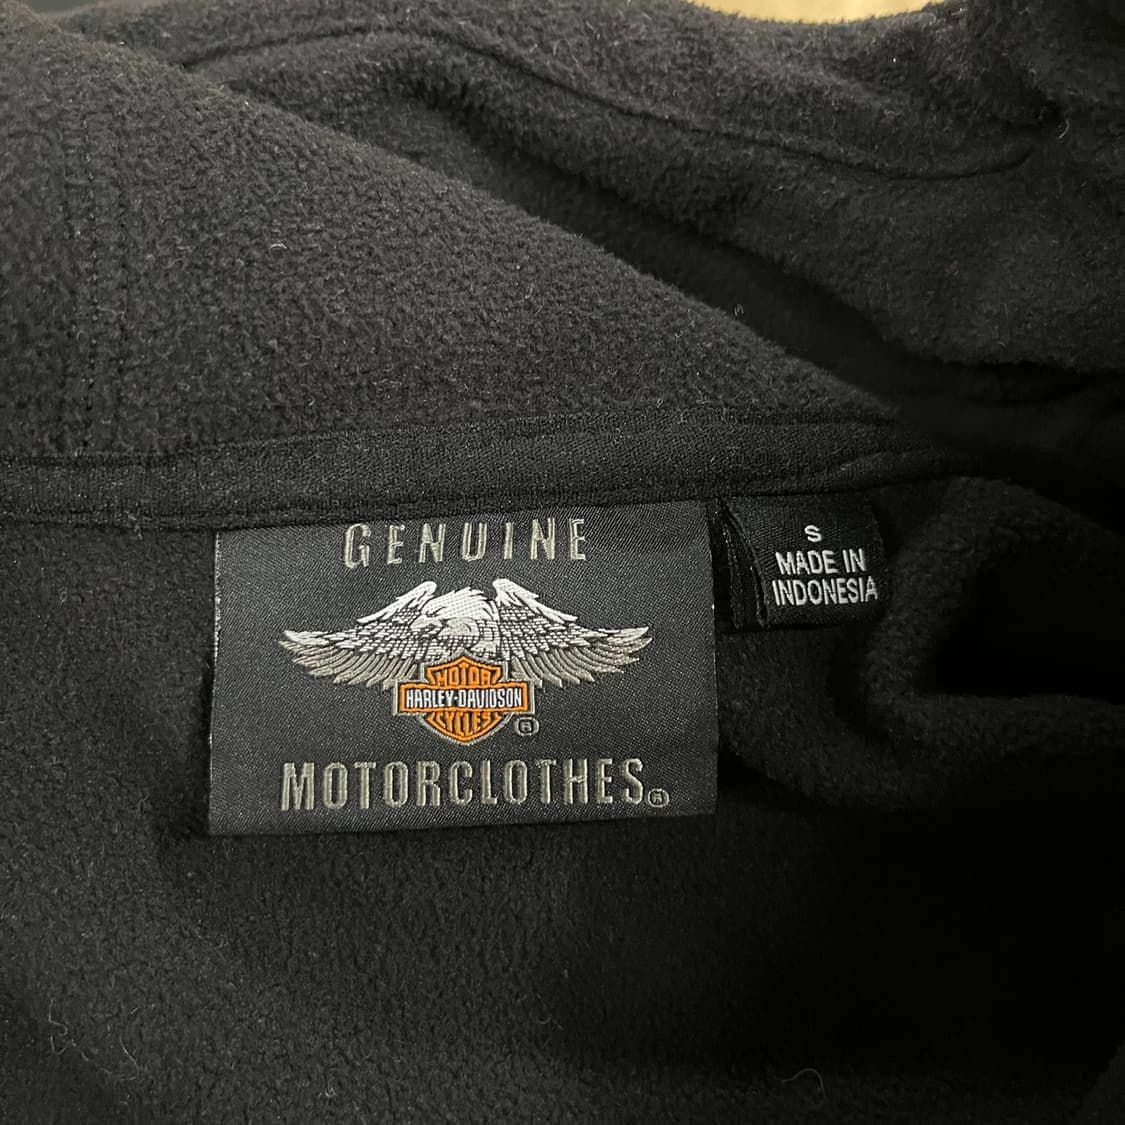 GENUINE
MOTOR
HARLEY-DAVIDSON
CYCLES
®
MOTORCLOTHES®
S
MADE IN
INDONESIA